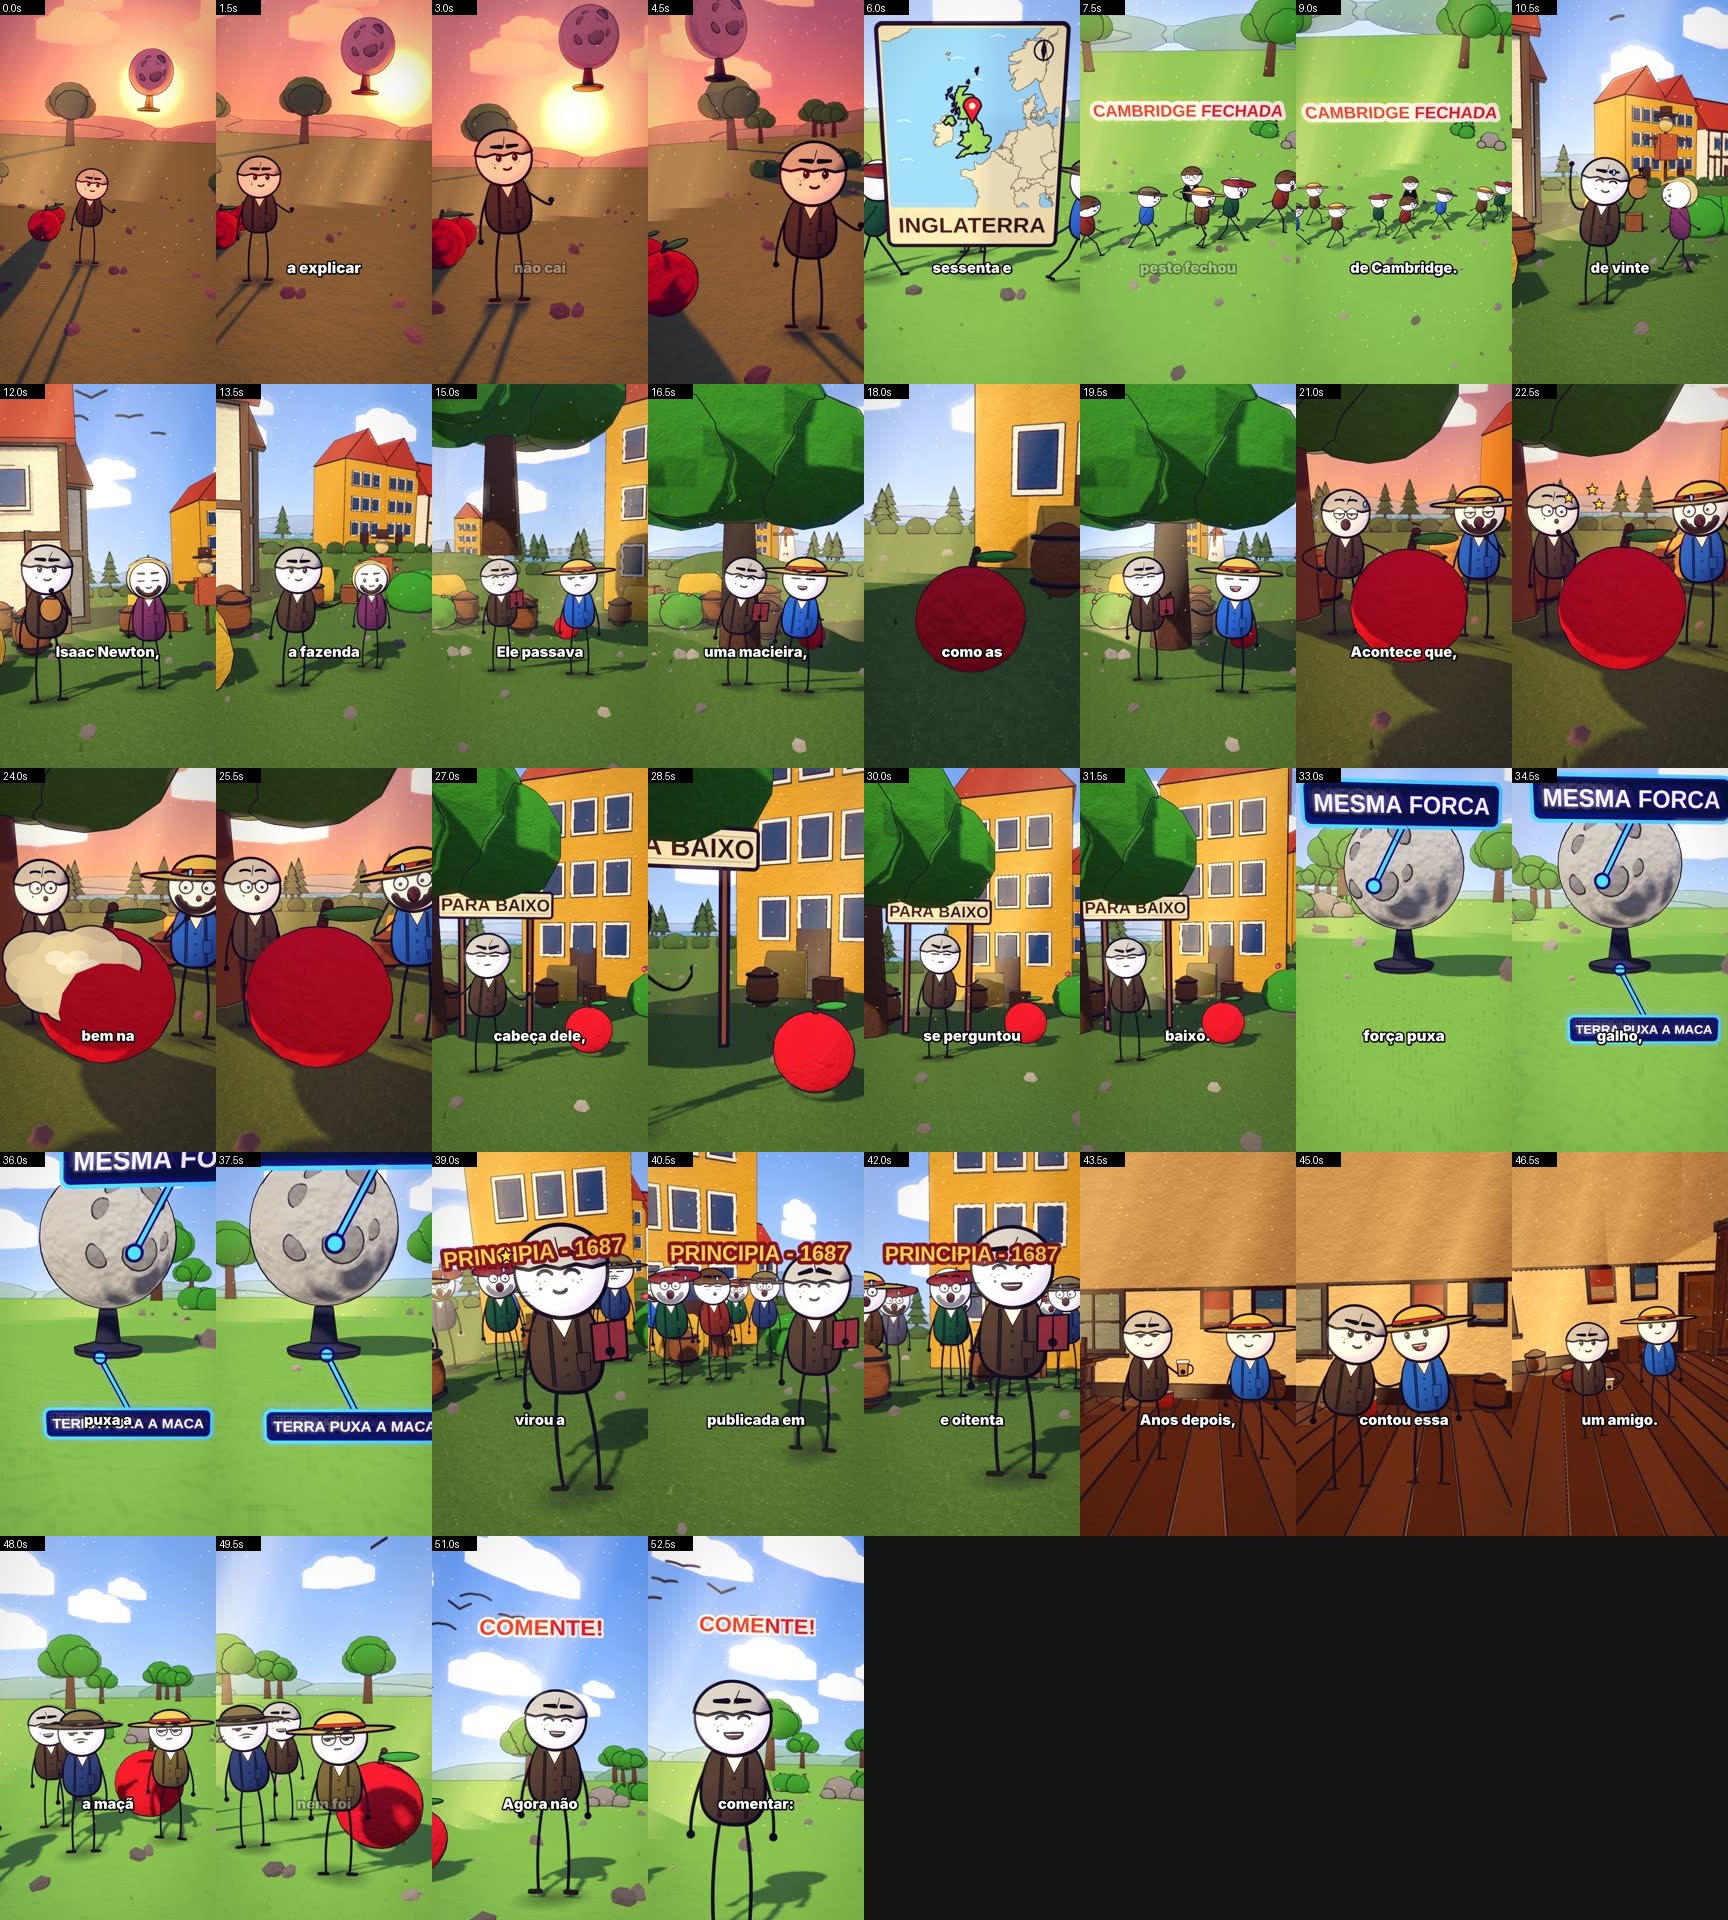 0.0s
1.5s
a explicar
3.0s
não cai
4.5s
6.0s
INGLATERRA
sessenta e
7.5s
CAMBRIDGE FECHADA
peste fechou
9.0s
CAMBRIDGE FECHADA
de Cambridge.
10.5s
de vinte
12.0s
Isaac Newton,
13.5s
a fazenda
15.0s
Ele passava
16.5s
uma macieira,
18.0s
como as
19.5s
21.0s
Acontece que,
22.5s
24.0s
bem na
25.5s
27.0s
PARA BAIXO
cabeça dele,
28.5s
A BAIXO
30.0s
PARA BAIXO
se perguntou
31.5s
PARA BAIXO
baixo.
33.0s
MESMA FORCA
força puxa
34.5s
MESMA FORCA
TERRA PUXA A MACA
galho,
36.0s
MESMA FO
TERRA PUXA A MACA
puxa a
37.5s
TERRA PUXA A MACA
39.0s
PRINCIPIA - 1687
virou a
40.5s
PRINCIPIA - 1687
publicada em
42.0s
PRINCIPIA - 1687
e oitenta
43.5s
Anos depois,
45.0s
contou essa
46.5s
um amigo.
48.0s
a maçã
49.5s
nem foi
51.0s
COMENTE!
Agora não
52.5s
COMENTE!
comentar: